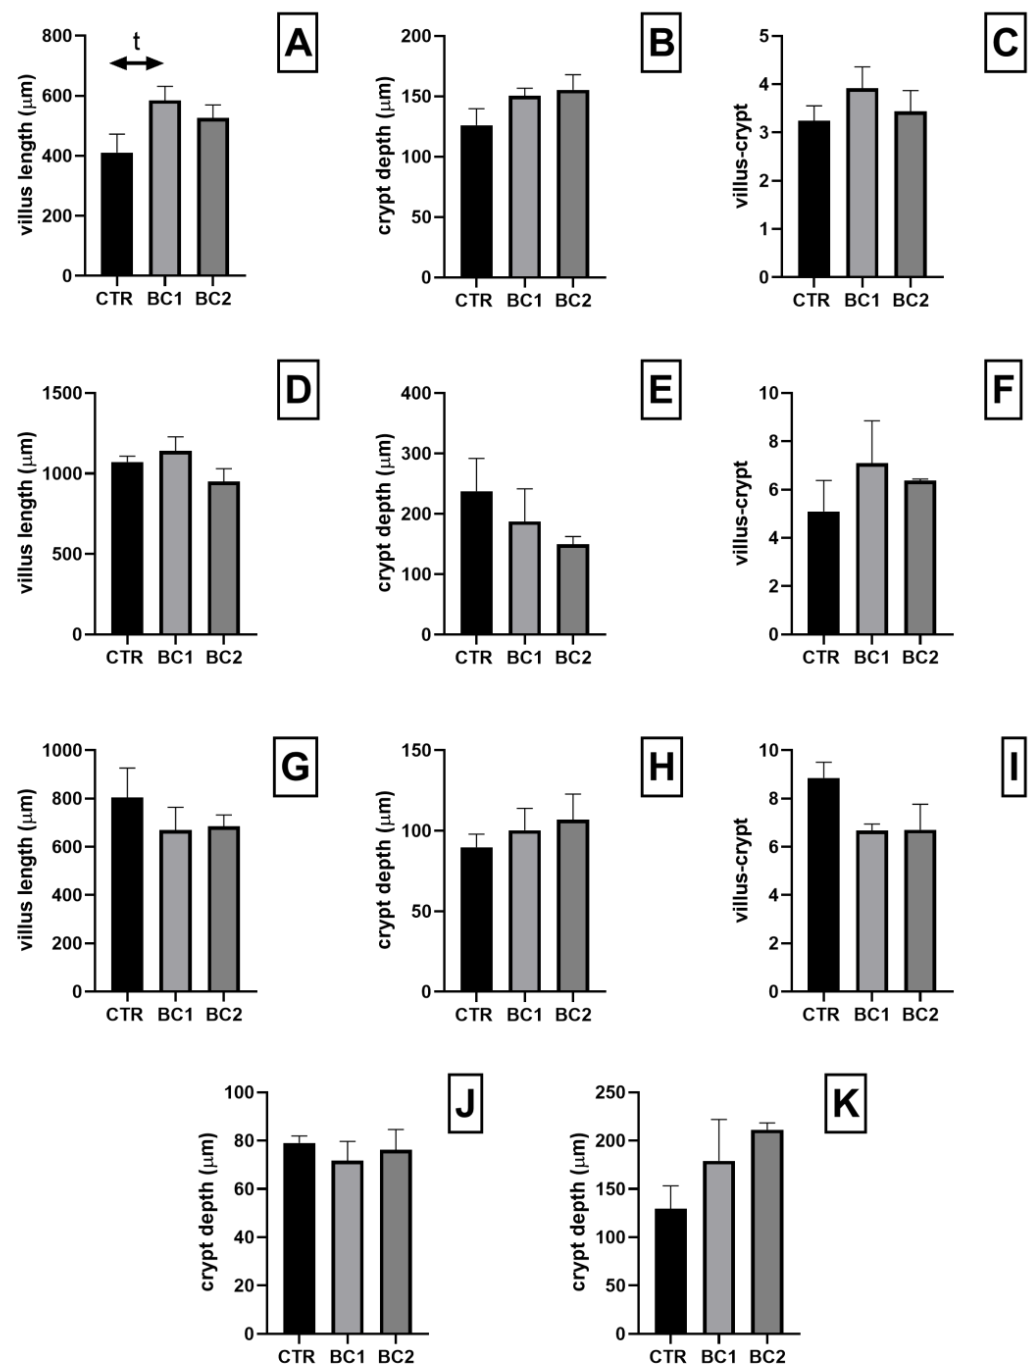 A
t
villus length (μm)
800
600
400
200
0
CTR BC1 BC2
B
crypt depth (μm)
200
150
100
50
0
CTR BC1 BC2
C
villus-crypt
5
4
3
2
1
0
CTR BC1 BC2
D
villus length (μm)
1500
1000
500
0
CTR BC1 BC2
E
crypt depth (μm)
400
300
200
100
0
CTR BC1 BC2
F
villus-crypt
10
8
6
4
2
0
CTR BC1 BC2
G
villus length (μm)
1000
800
600
400
200
0
CTR BC1 BC2
H
crypt depth (μm)
150
100
50
0
CTR BC1 BC2
I
villus-crypt
10
8
6
4
2
0
CTR BC1 BC2
J
crypt depth (μm)
100
80
60
40
20
0
CTR BC1 BC2
K
crypt depth (μm)
250
200
150
100
50
0
CTR BC1 BC2